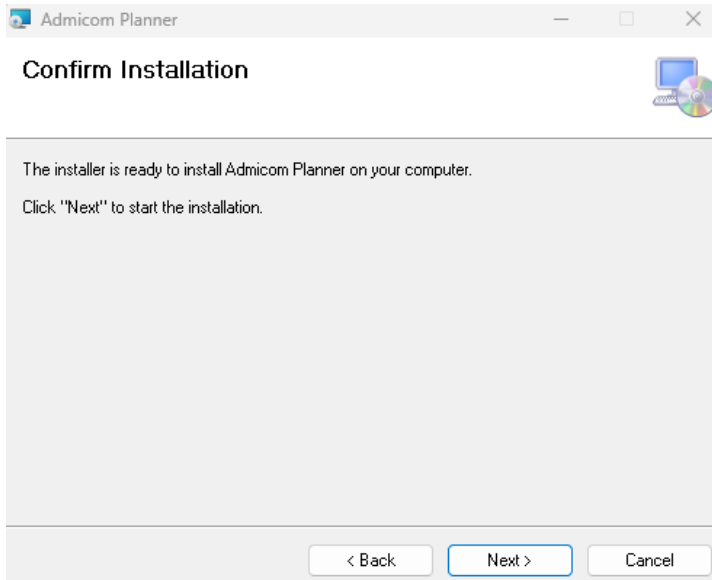 Admicom Planner
Confirm Installation
The installer is ready to install Admicom Planner on your computer.
Click "Next" to start the installation.
< Back
Next >
Cancel